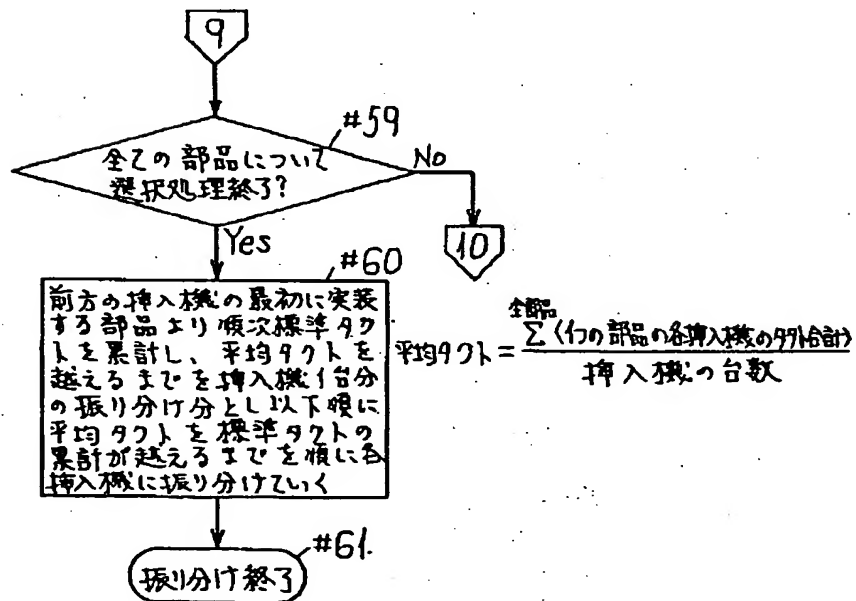 9
#59
全ての部品について
選択処理終了?
No
10
Yes
#60
前方の挿入機の最初に実装
する部品より順次標準タク
トを累計し、平均タクトを
越えるまでを挿入機1台分
の振り分け分とし以下順に
平均タクトを標準タクトの
累計が越えるまでを順に各
挿入機に振り分けていく
全部品
平均タクト=Σ(1つの部品の各挿入機のタクト合計)
挿入機の台数
#61.
振り分け終了